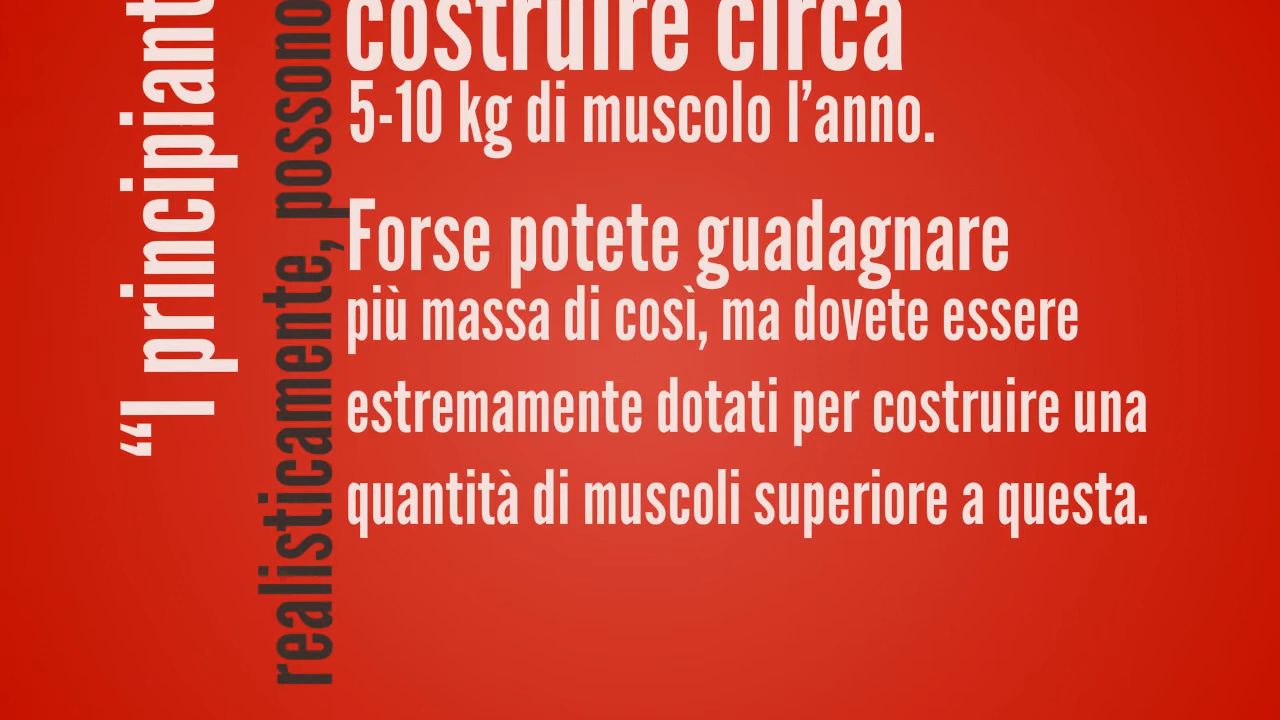 “I principiant
realisticamente, possono
costruire circa
5-10 kg di muscolo l’anno.
Forse potete guadagnare
più massa di così, ma dovete essere
estremamente dotati per costruire una
quantità di muscoli superiore a questa.